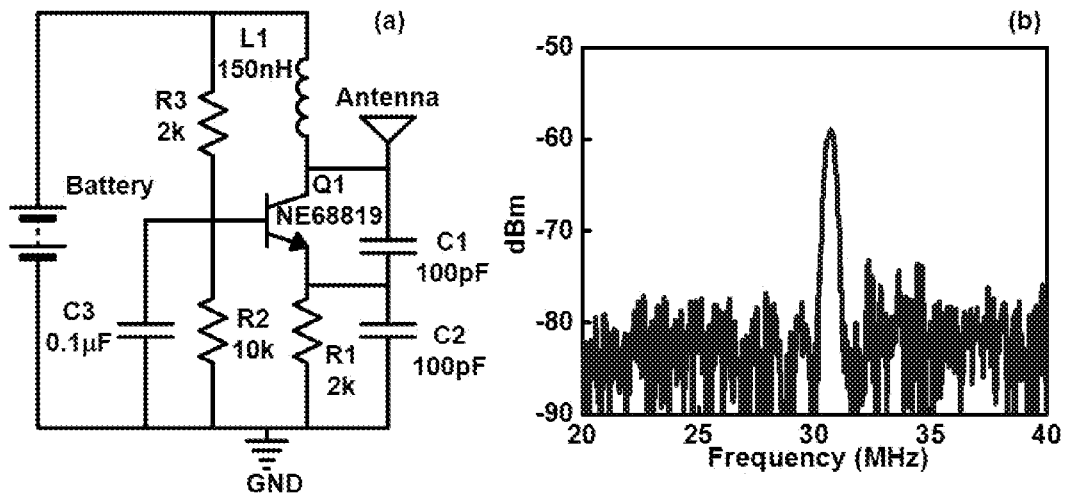 (a)
L1
150nH
R3
2k
Antenna
Battery
Q1
NE68819
C1
100pF
C3
0.1μF
R2
10k
R1
2k
C2
100pF
GND
(b)
-50
-60
-70
-80
-90
dBm
20
25
30
35
40
Frequency (MHz)